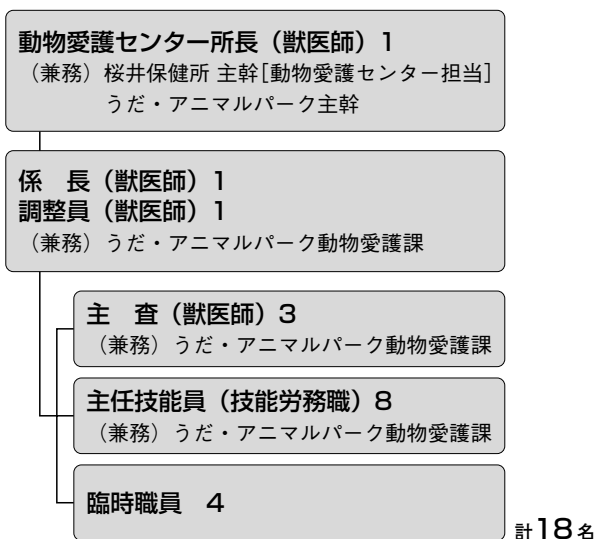 動物愛護センター所長（獣医師）1
（兼務）桜井保健所 主幹[動物愛護センター担当]
うだ・アニマルパーク主幹
係　長（獣医師）1
調整員（獣医師）1
（兼務）うだ・アニマルパーク動物愛護課
主　査（獣医師）3
（兼務）うだ・アニマルパーク動物愛護課
主任技能員（技能労務職）8
（兼務）うだ・アニマルパーク動物愛護課
臨時職員　4
計18名